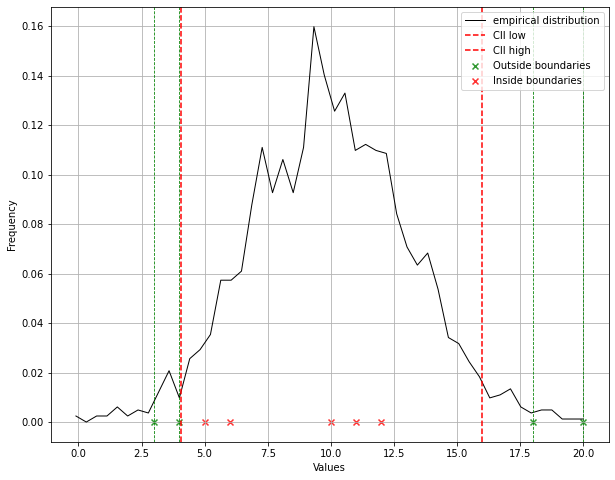 empirical distribution
CII low
CII high
Outside boundaries
Inside boundaries
0.16
0.14
0.12
0.10
0.08
0.06
0.04
0.02
0.00
Frequency
0.0 2.5 5.0 7.5 10.0 12.5 15.0 17.5 20.0
Values